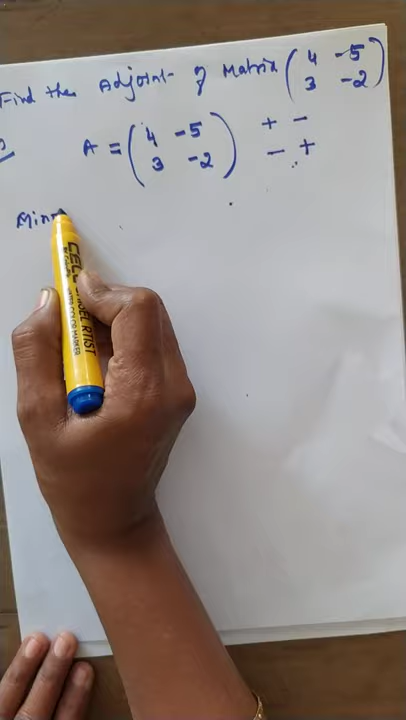 Find the Adjoint of Matrix ( 4 -5
3 -2 )
A = ( 4 -5 ) + -
( 3 -2 ) - +
Min